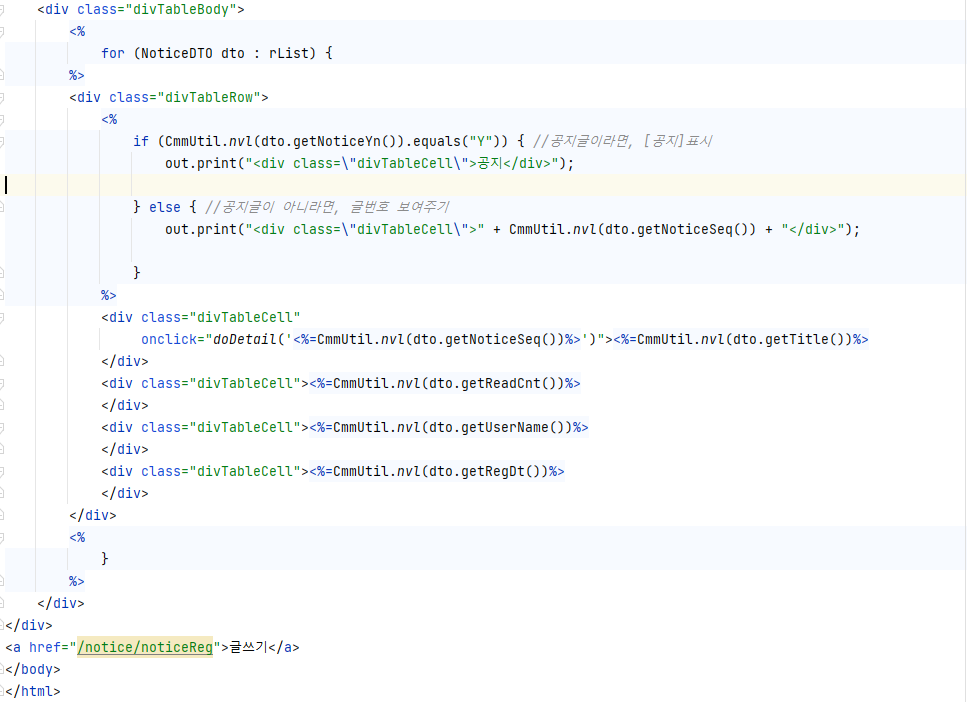 <div class="divTableBody">
<%
for (NoticeDTO dto : rList) {
%>
<div class="divTableRow">
<%
if (CmmUtil.nvl(dto.getNoticeYn()).equals("Y")) { //공지글이라면, [공지]표시
out.print("<div class=\"divTableCell\">공지</div>");
} else { //공지글이 아니라면, 글번호 보여주기
out.print("<div class=\"divTableCell\">" + CmmUtil.nvl(dto.getNoticeSeq()) + "</div>");
}
%>
<div class="divTableCell"
onclick="doDetail('<%=CmmUtil.nvl(dto.getNoticeSeq())%>')"><%=CmmUtil.nvl(dto.getTitle())%>
</div>
<div class="divTableCell"><%=CmmUtil.nvl(dto.getReadCnt())%>
</div>
<div class="divTableCell"><%=CmmUtil.nvl(dto.getUserName())%>
</div>
<div class="divTableCell"><%=CmmUtil.nvl(dto.getRegDt())%>
</div>
</div>
<%
}
%>
</div>
</div>
<a href="/notice/noticeReg">글쓰기</a>
</body>
</html>